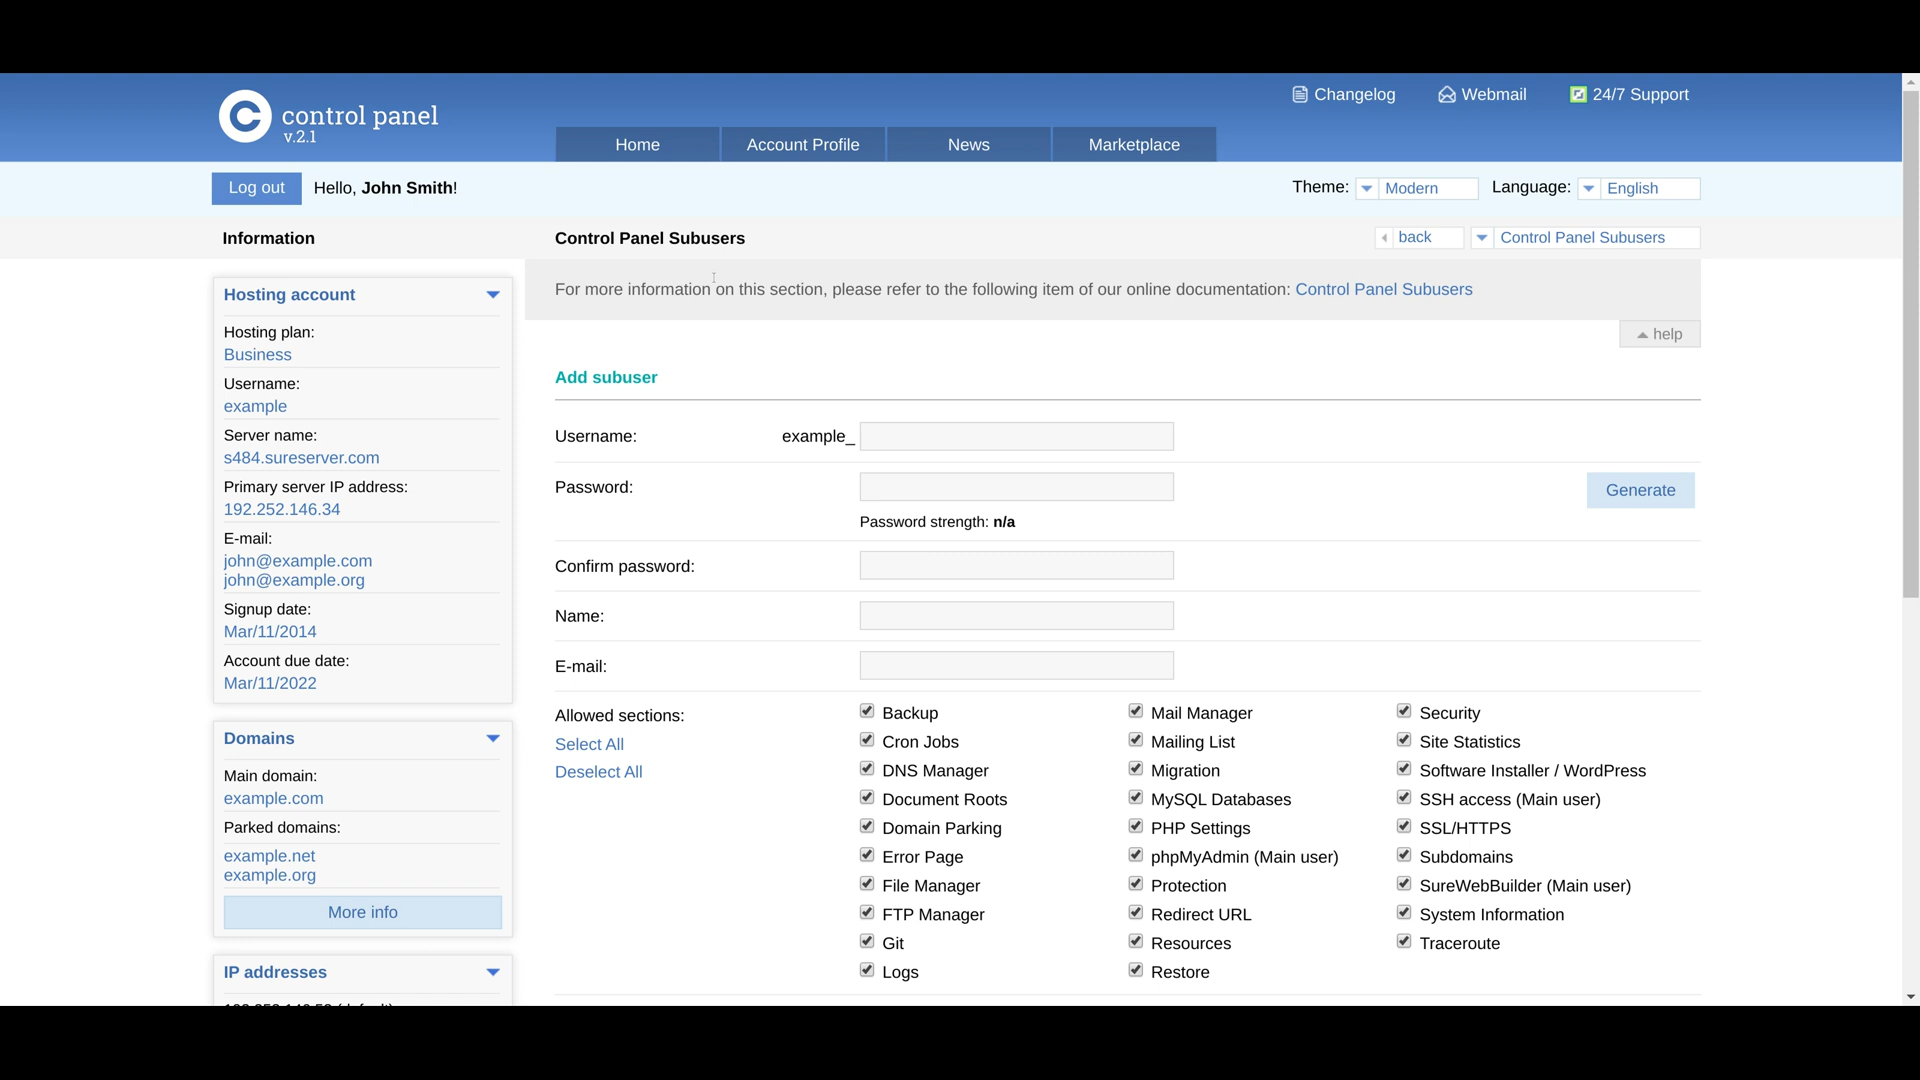 Changelog
Webmail
24/7 Support
control panel
v.2.1
Home
Account Profile
News
Marketplace
Log out
Hello, John Smith!
Theme:
Modern
Language:
English
Information
Control Panel Subusers
back
Control Panel Subusers
For more information on this section, please refer to the following item of our online documentation: Control Panel Subusers
help
Hosting account
Hosting plan:
Business
Username:
example
Server name:
s484.sureserver.com
Primary server IP address:
192.252.146.34
E-mail:
john@example.com
john@example.org
Signup date:
Mar/11/2014
Account due date:
Mar/11/2022
Domains
Main domain:
example.com
Parked domains:
example.net
example.org
More info
IP addresses
Add subuser
Username:
example_
Password:
Generate
Password strength: n/a
Confirm password:
Name:
E-mail:
Allowed sections:
Select All
Deselect All
Backup
Cron Jobs
DNS Manager
Document Roots
Domain Parking
Error Page
File Manager
FTP Manager
Git
Logs
Mail Manager
Mailing List
Migration
MySQL Databases
PHP Settings
phpMyAdmin (Main user)
Protection
Redirect URL
Resources
Restore
Security
Site Statistics
Software Installer / WordPress
SSH access (Main user)
SSL/HTTPS
Subdomains
SureWebBuilder (Main user)
System Information
Traceroute